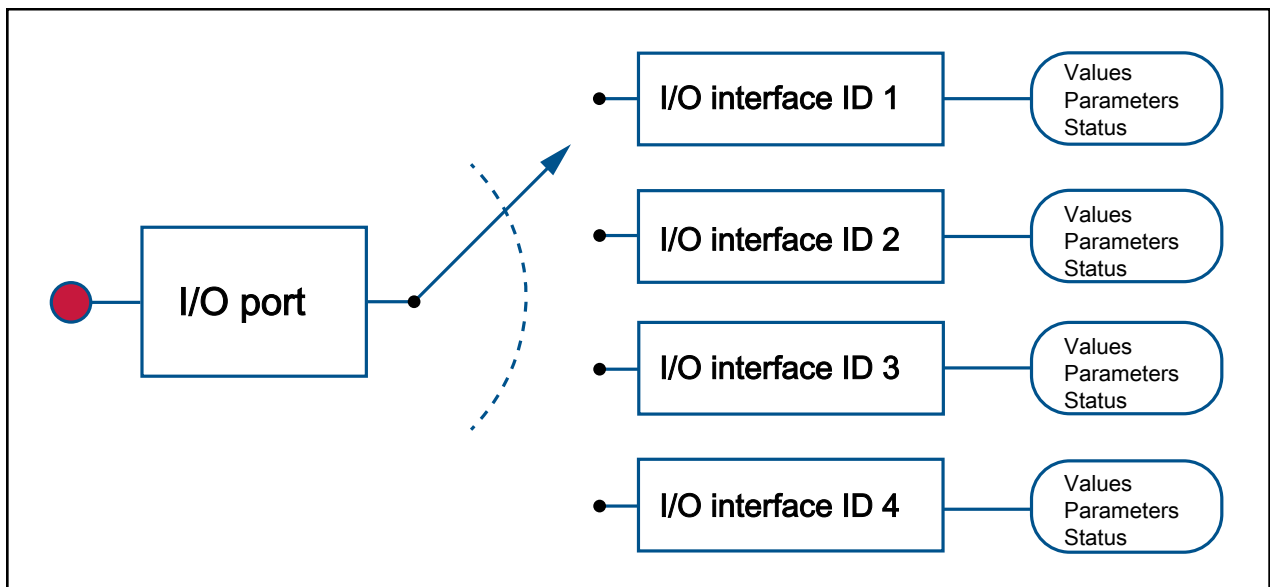 I/O port
I/O interface ID 1
Values
Parameters
Status
I/O interface ID 2
Values
Parameters
Status
I/O interface ID 3
Values
Parameters
Status
I/O interface ID 4
Values
Parameters
Status